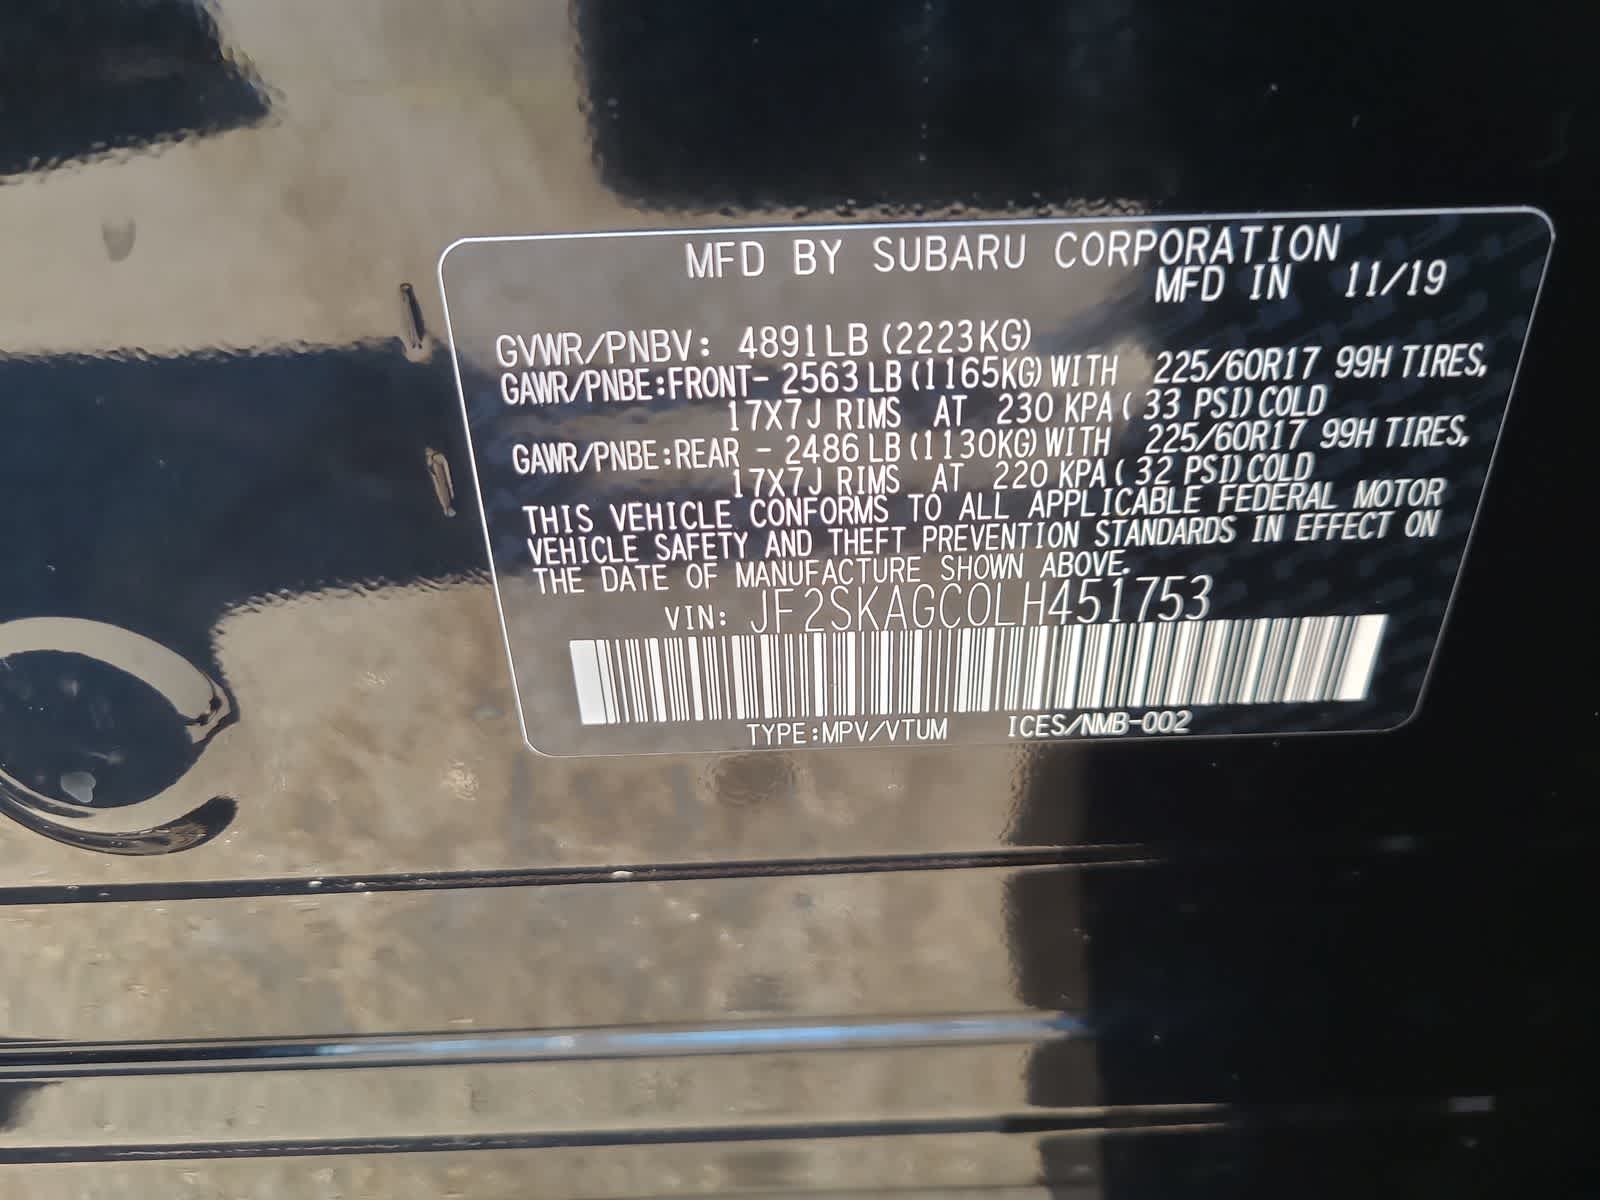 MFD BY SUBARU CORPORATION
MFD IN 11/19
GVWR/PNBV: 4891LB (2223KG)
GAWR/PNBE:FRONT- 2563 LB (1165KG) WITH 225/60R17 99H TIRES,
17X7J RIMS AT 230 KPA ( 33 PSI) COLD
GAWR/PNBE:REAR - 2486 LB (1130KG) WITH 225/60R17 99H TIRES,
17X7J RIMS AT 220 KPA ( 32 PSI) COLD
THIS VEHICLE CONFORMS TO ALL APPLICABLE FEDERAL MOTOR
VEHICLE SAFETY AND THEFT PREVENTION STANDARDS IN EFFECT ON
THE DATE OF MANUFACTURE SHOWN ABOVE.
VIN: JF2SKAGC0LH451753
TYPE:MPV/VTUM ICES/NMB-002